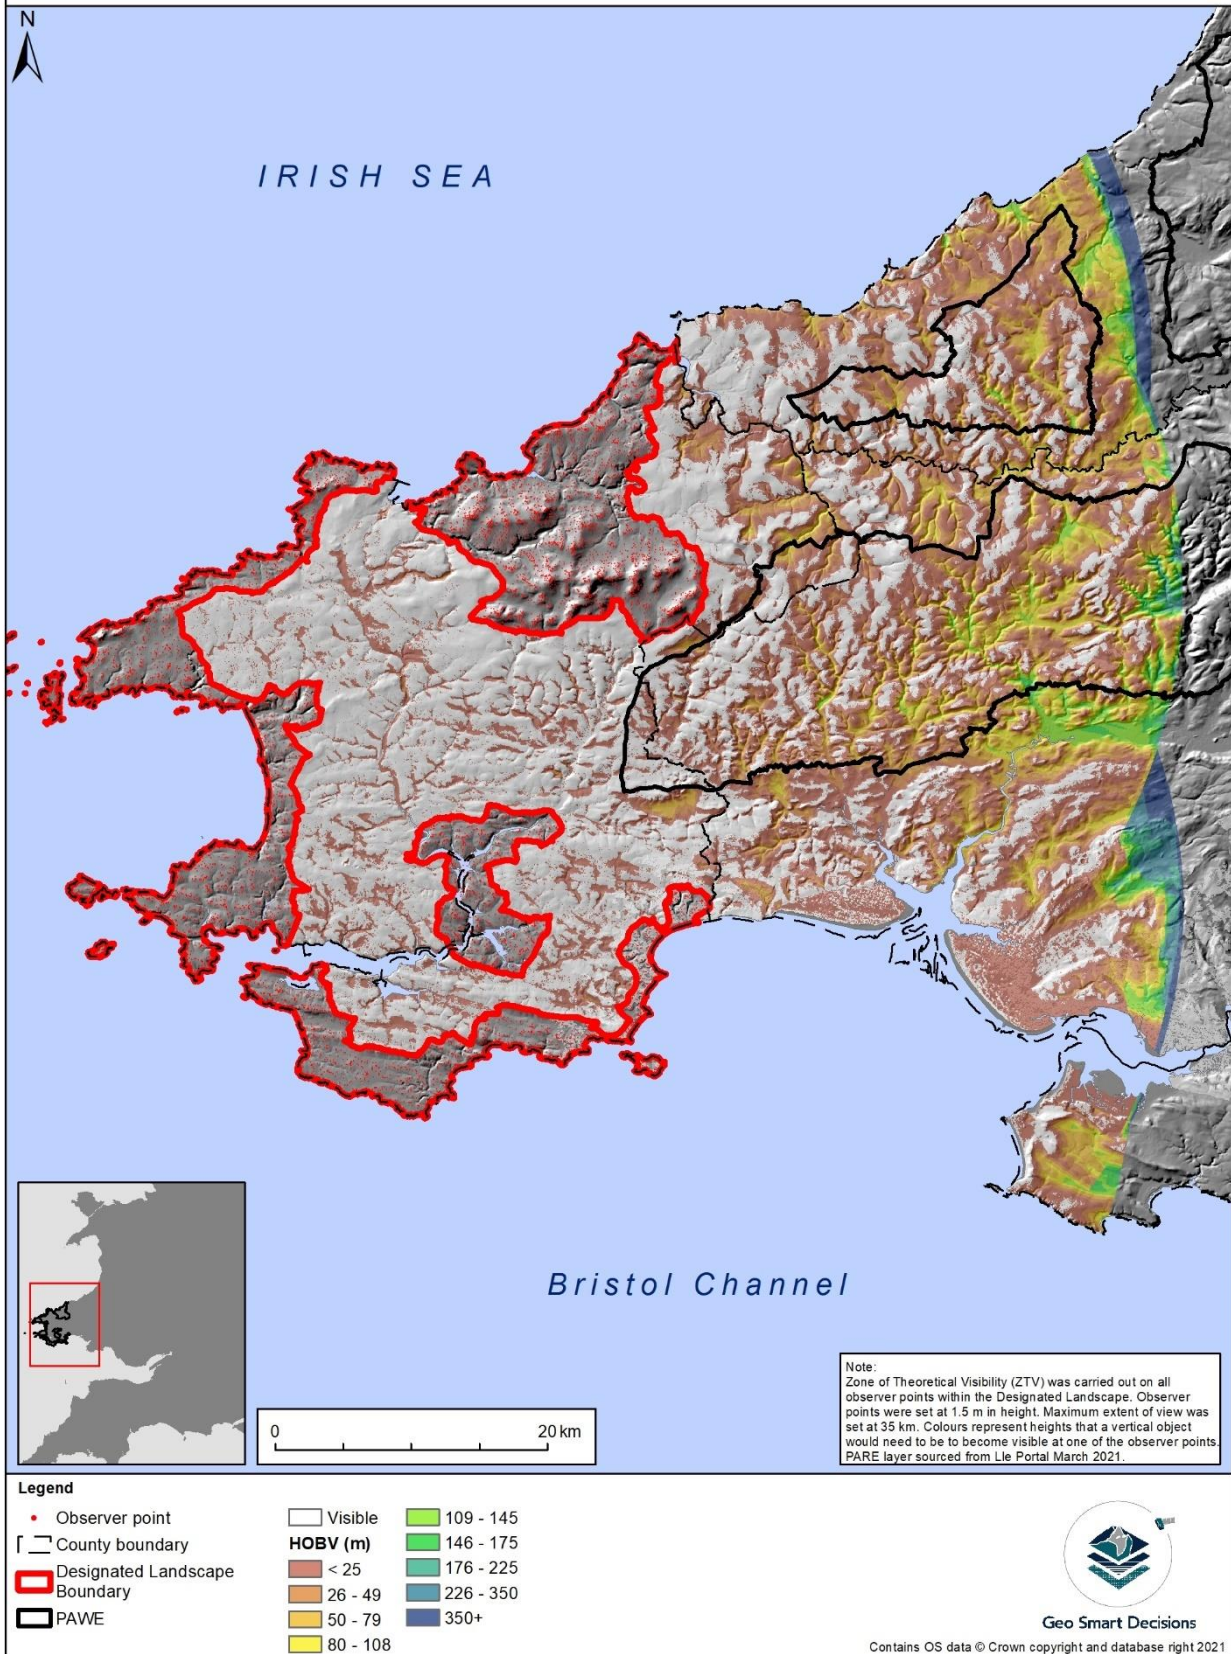 N
IRISH SEA
Bristol Channel
0 20 km
Note:
Zone of Theoretical Visibility (ZTV) was carried out on all
observer points within the Designated Landscape. Observer
points were set at 1.5 m in height. Maximum extent of view was
set at 35 km. Colours represent heights that a vertical object
would need to be to become visible at one of the observer points.
PARE layer sourced from Lle Portal March 2021.
Legend
Observer point
County boundary
Designated Landscape
Boundary
PAWE
Visible
HOBV (m)
< 25
26 - 49
50 - 79
80 - 108
109 - 145
146 - 175
176 - 225
226 - 350
350+
Geo Smart Decisions
Contains OS data © Crown copyright and database right 2021